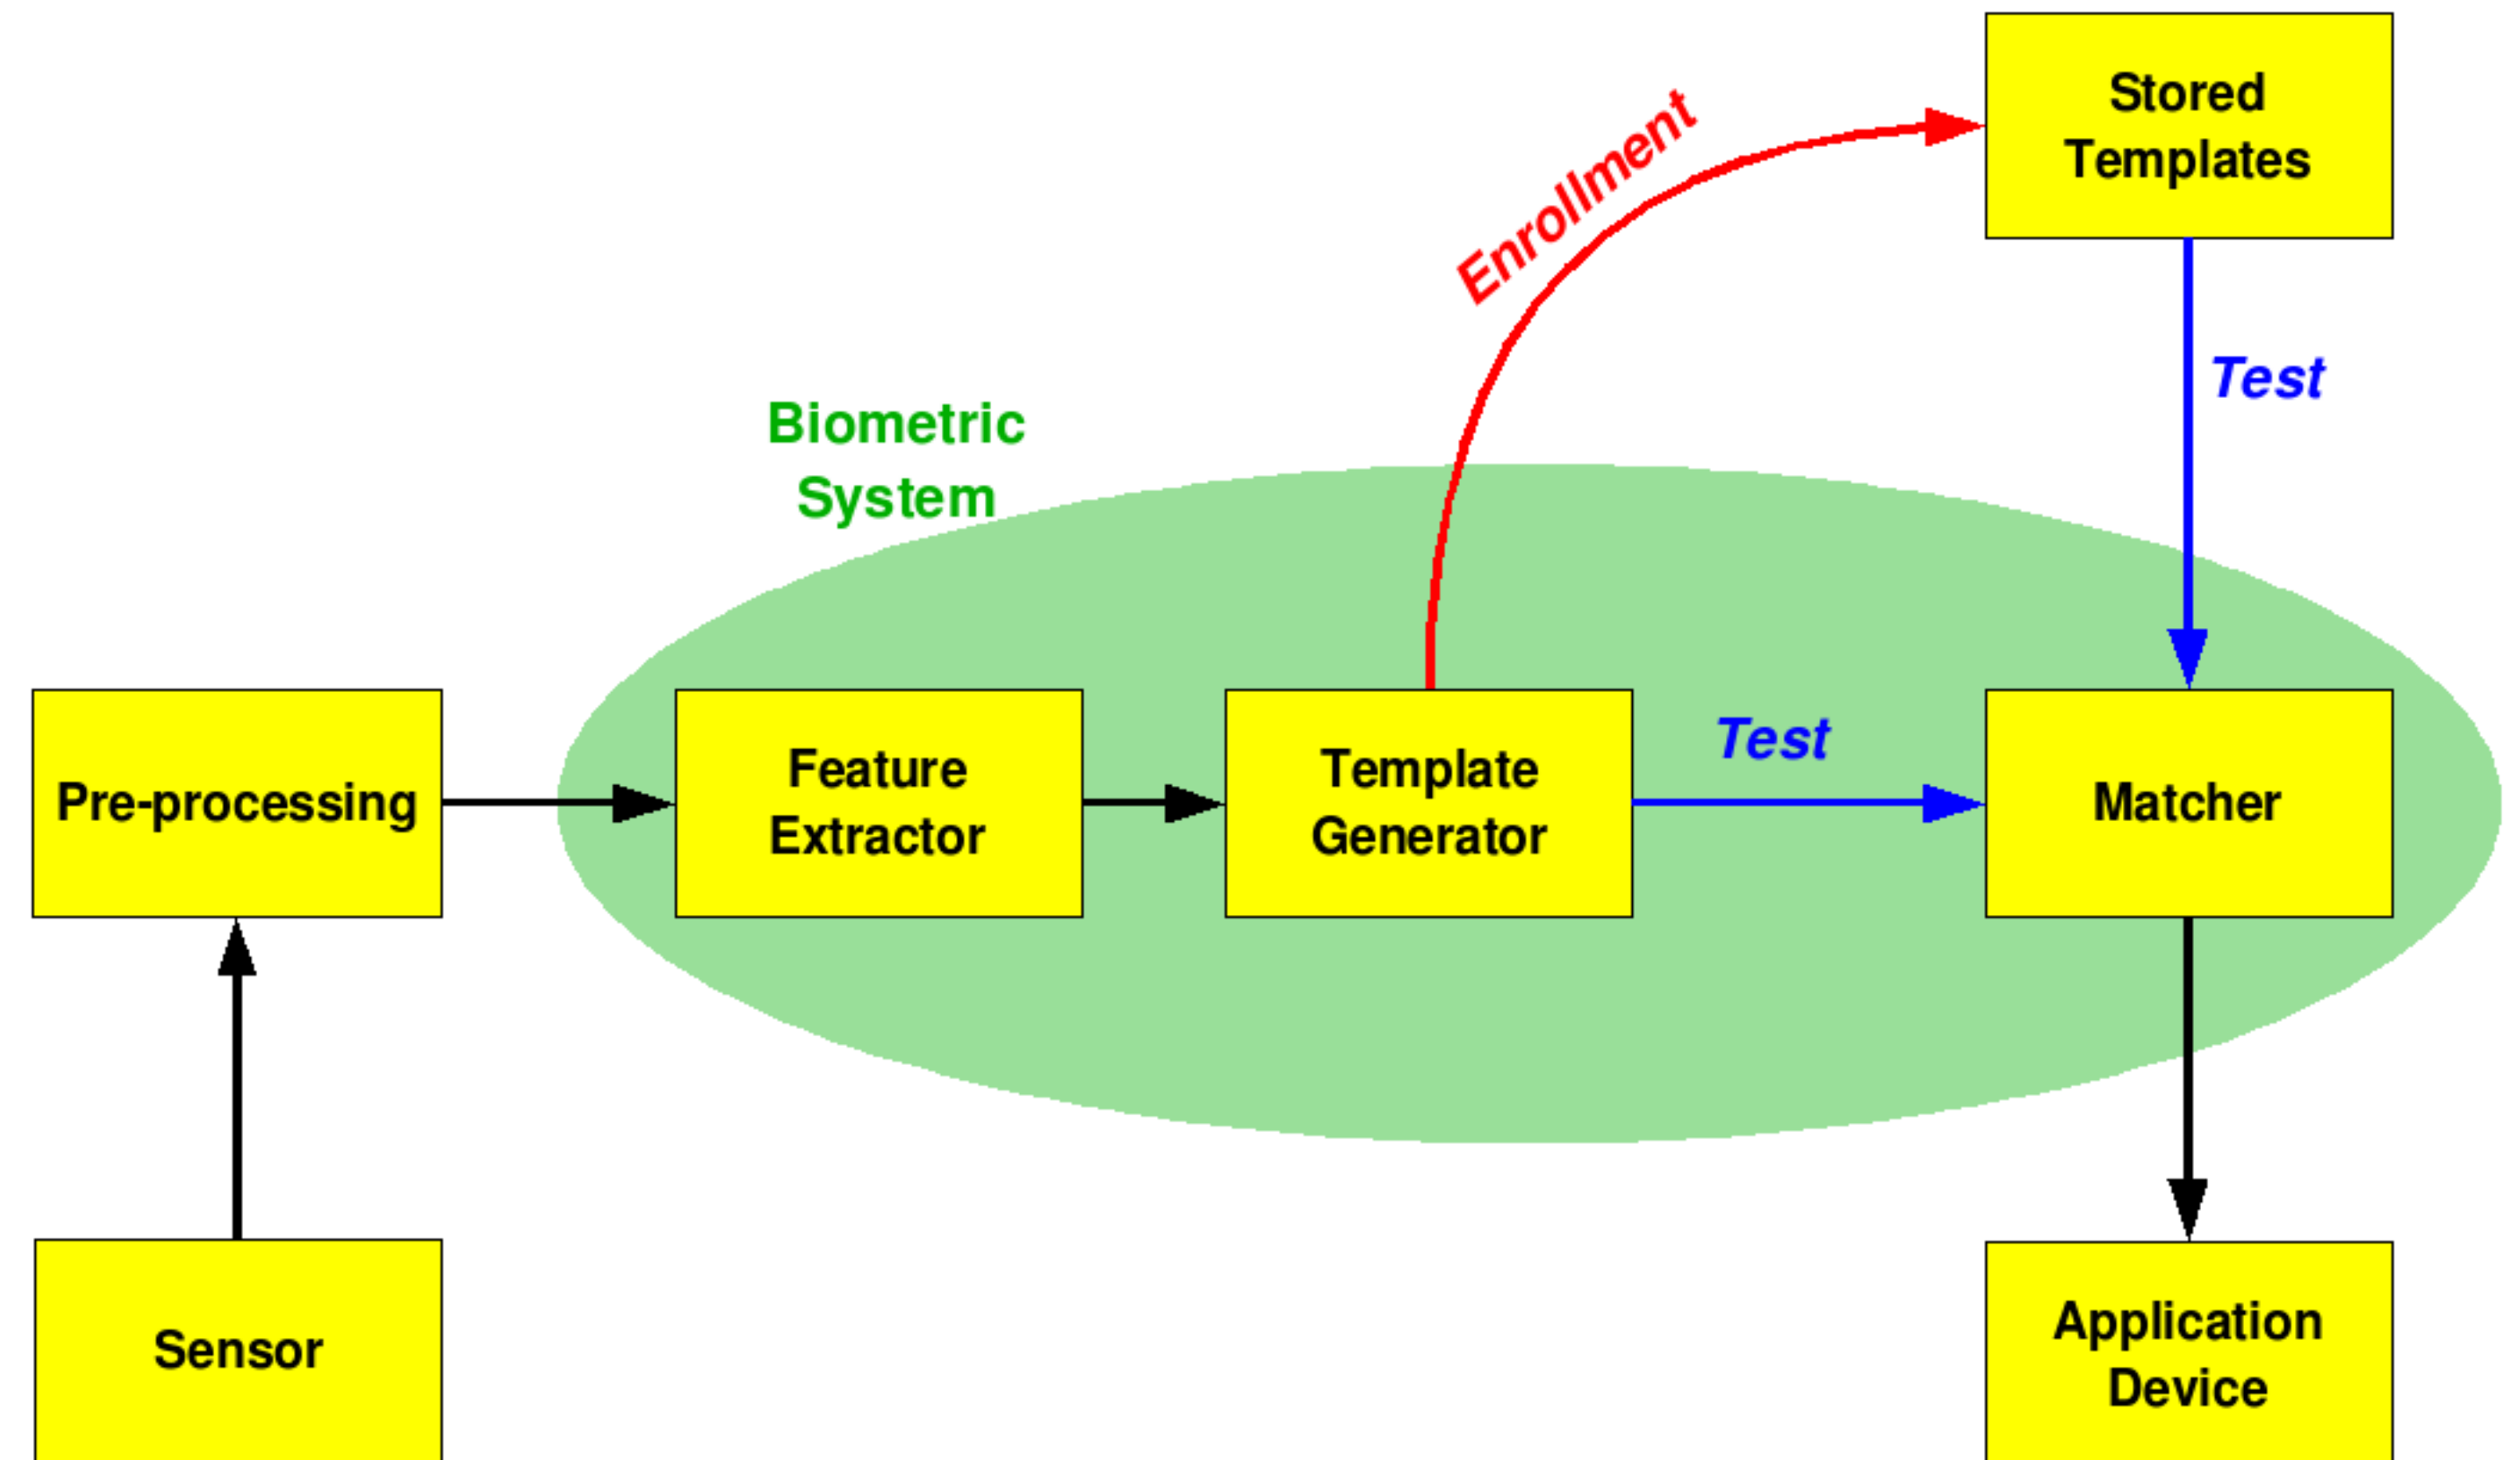 Stored
Templates
Enrollment
Test
Biometric
System
Pre-processing
Feature
Extractor
Template
Generator
Test
Matcher
Sensor
Application
Device